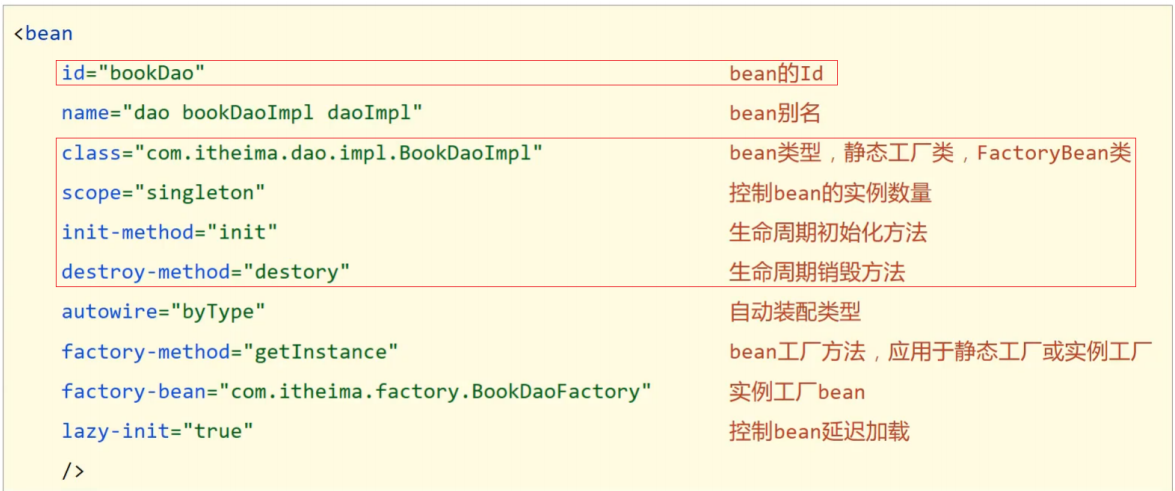 <bean
id="bookDao" bean的Id
name="dao bookDaoImpl daoImpl" bean别名
class="com.itheima.dao.impl.BookDaoImpl" bean类型，静态工厂类，FactoryBean类
scope="singleton" 控制bean的实例数量
init-method="init" 生命周期初始化方法
destroy-method="destory" 生命周期销毁方法
autowire="byType" 自动装配类型
factory-method="getInstance" bean工厂方法，应用于静态工厂或实例工厂
factory-bean="com.itheima.factory.BookDaoFactory" 实例工厂bean
lazy-init="true" 控制bean延迟加载
/>